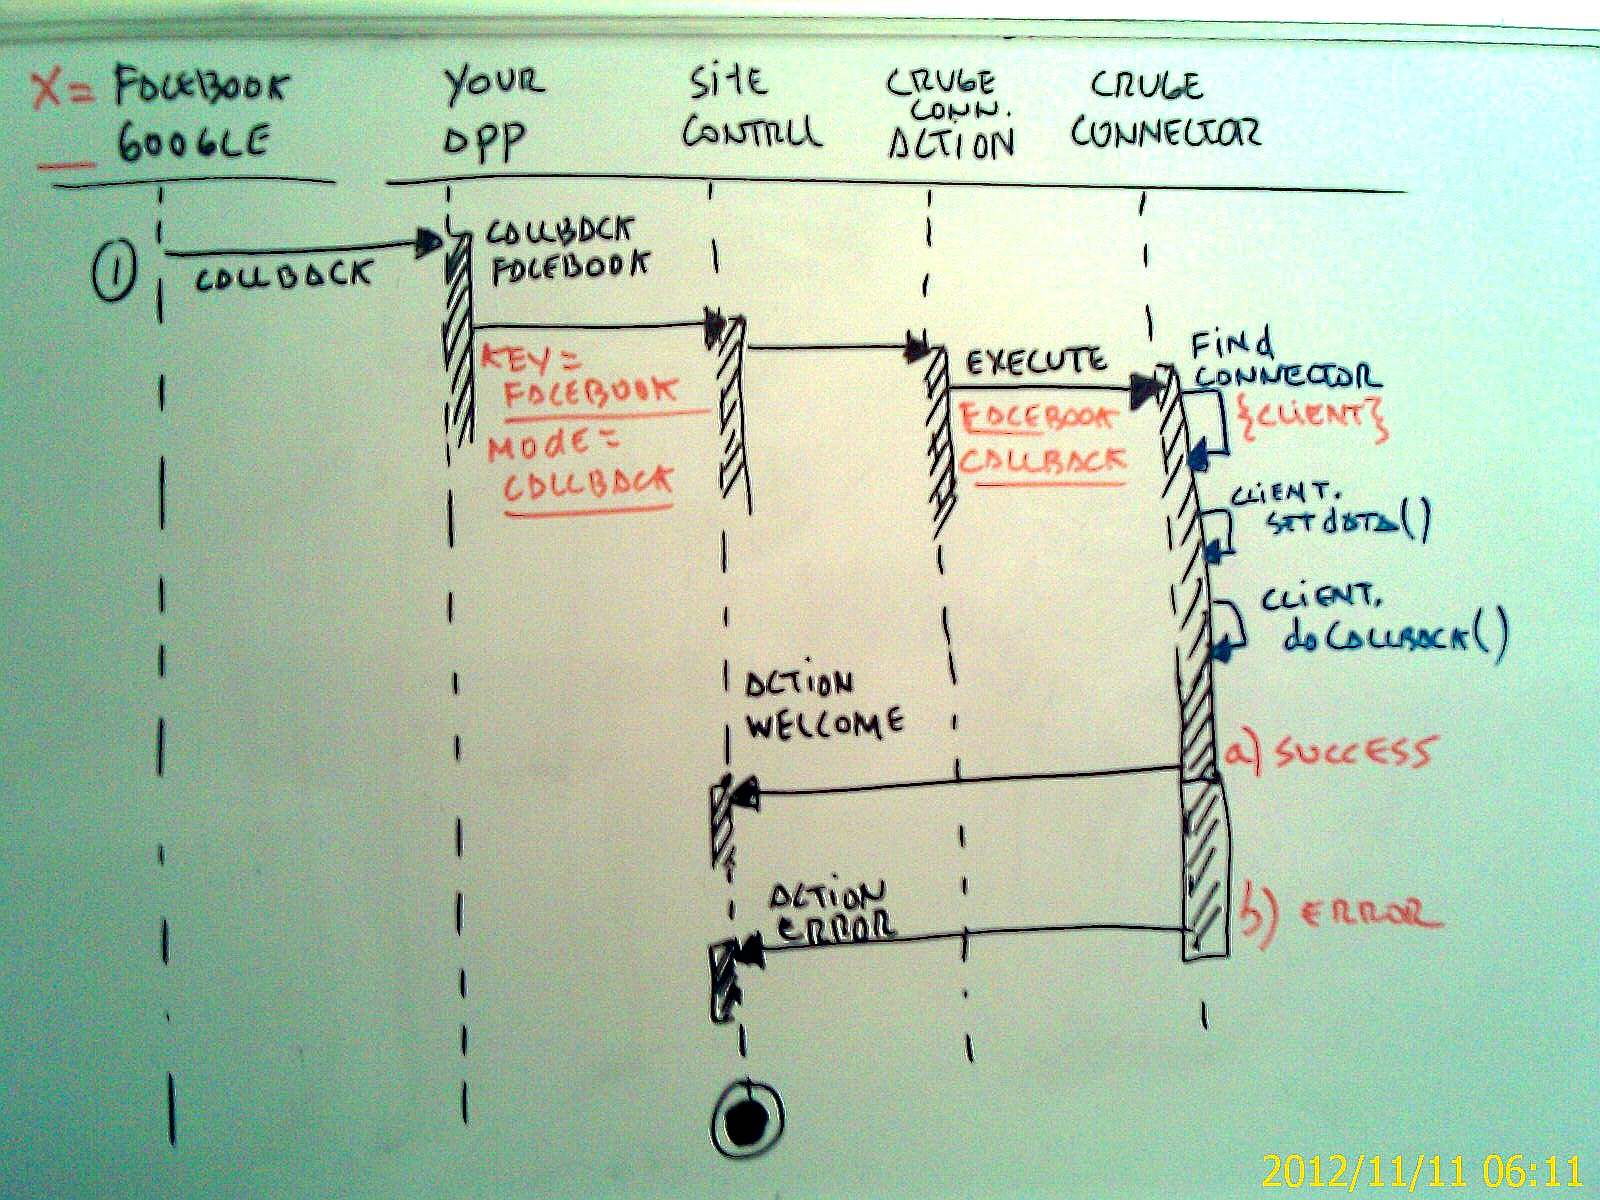 X= FACEBOOK
GOOGLE
YOUR
APP
SITE
CONTRLL
CRUGE
CONN.
ACTION
CRUGE
CONNECTOR
1
CALLBACK
CALLBACK
FACEBOOK
KEY=
FACEBOOK
MODE=
CALLBACK
EXECUTE
FACEBOOK
CALLBACK
FINd
CONNECTOR
{CLIENT}
CLIENT.
SETdATA()
CLIENT.
doCALLBACK()
ACTION
WELCOME
a) SUCCESS
ACTION
ERROR
b) ERROR
2012/11/11 06:11